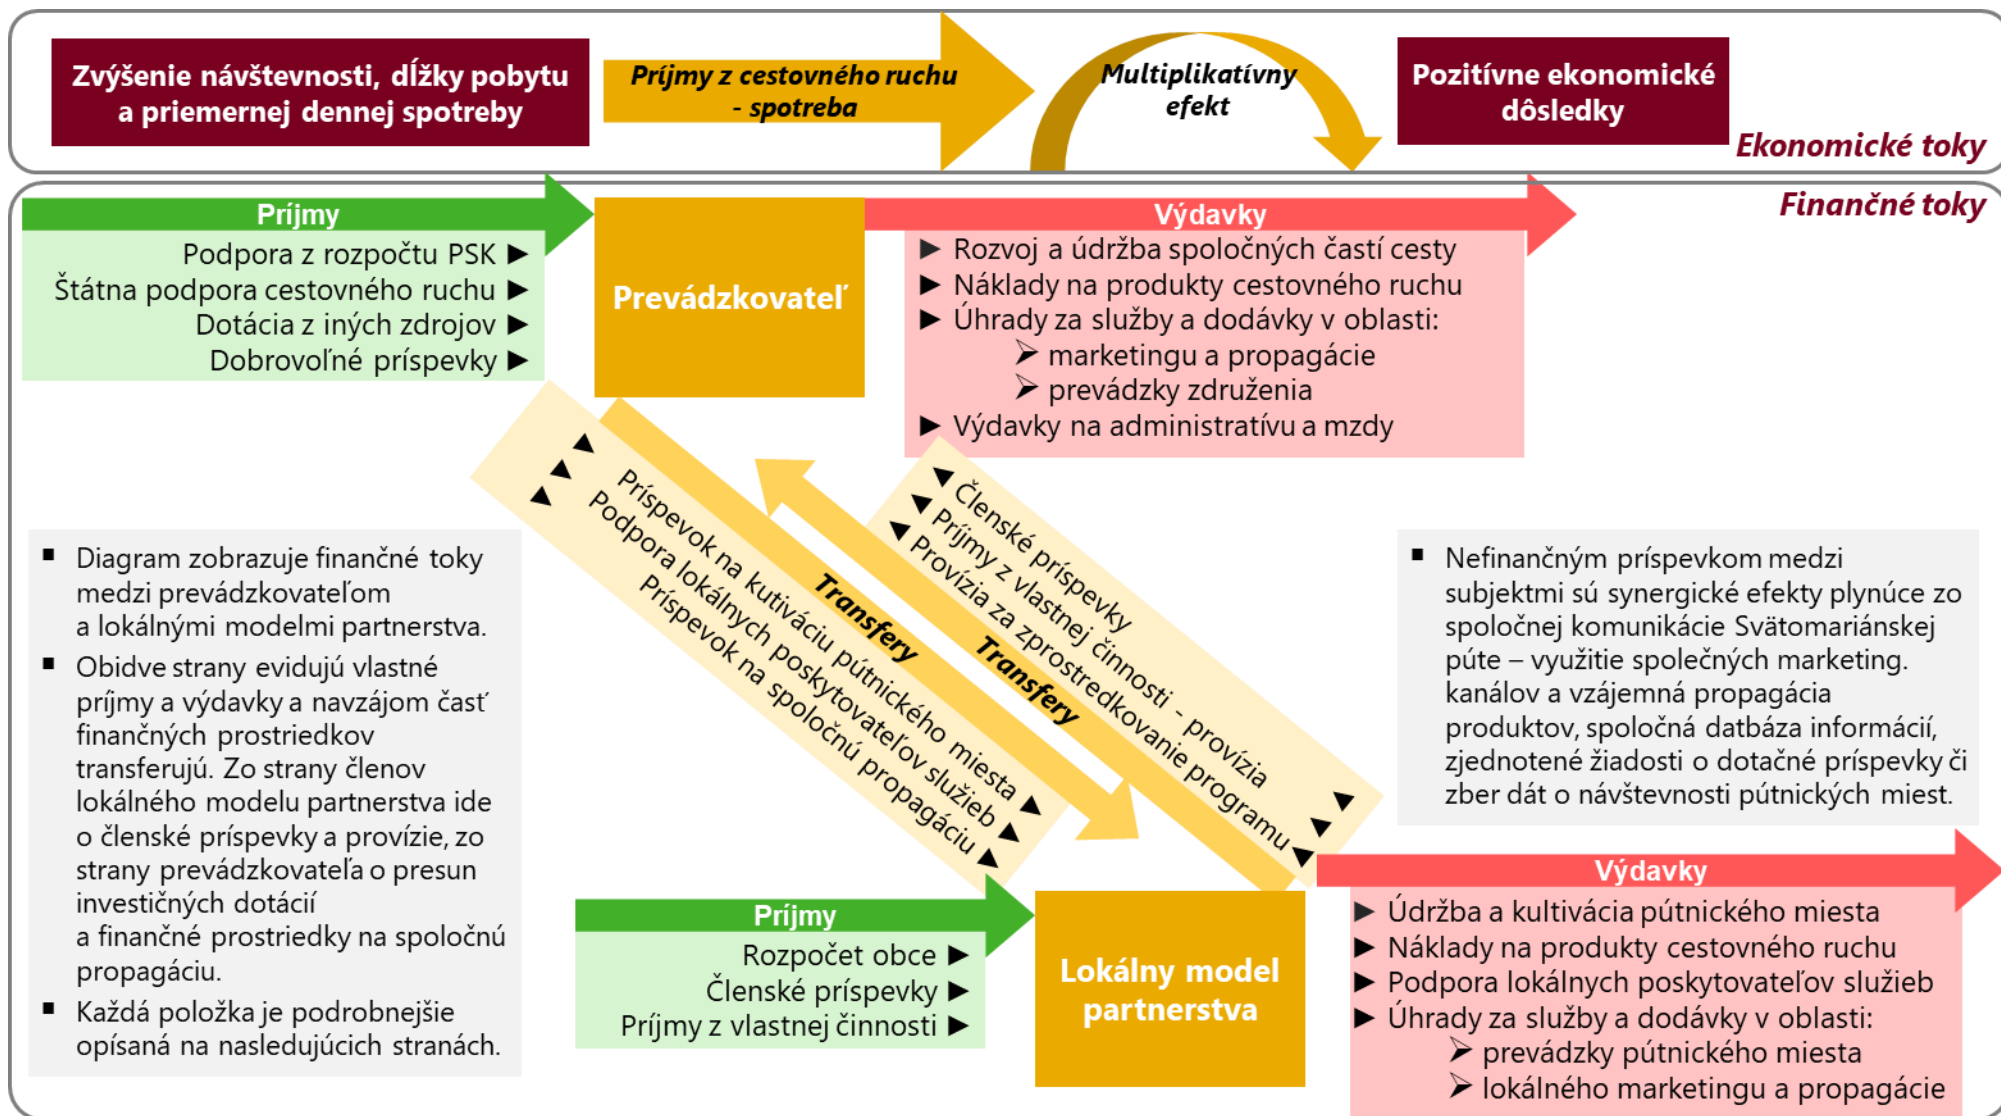 Zvýšenie návštevnosti, dĺžky pobytu
a priemernej dennej spotreby
Príjmy z cestovného ruchu
- spotreba
Multiplikatívny
efekt
Pozitívne ekonomické
dôsledky
Ekonomické toky
Finančné toky
Príjmy
Podpora z rozpočtu PSK ►
Štátna podpora cestovného ruchu ►
Dotácia z iných zdrojov ►
Dobrovoľné príspevky ►
Prevádzkovateľ
Výdavky
► Rozvoj a údržba spoločných častí cesty
► Náklady na produkty cestovného ruchu
► Úhrady za služby a dodávky v oblasti:
➢ marketingu a propagácie
➢ prevádzky združenia
► Výdavky na administratívu a mzdy
► Príspevok na kutiváciu pútnického miesta ►
► Podpora lokálnych poskytovateľov služieb ►
► Príspevok na spoločnú propagáciu ►
Transfery
Transfery
◄ Členské príspevky ◄
◄ Príjmy z vlastnej činnosti - provízia ◄
◄ Provízia za zprostredkovanie programu ◄
▪ Diagram zobrazuje finančné toky
medzi prevádzkovateľom
a lokálnými modelmi partnerstva.
▪ Obidve strany evidujú vlastné
príjmy a výdavky a navzájom časť
finančných prostriedkov
transferujú. Zo strany členov
lokálného modelu partnerstva ide
o členské príspevky a provízie, zo
strany prevádzkovateľa o presun
investičných dotácií
a finančné prostriedky na spoločnú
propagáciu.
▪ Každá položka je podrobnejšie
opísaná na nasledujúcich stranách.
▪ Nefinančným príspevkom medzi
subjektmi sú synergické efekty plynúce zo
spoločnej komunikácie Svätomariánskej
púte – využitie společných marketing.
kanálov a vzájemná propagácia
produktov, spoločná datbáza informácií,
zjednotené žiadosti o dotačné príspevky či
zber dát o návštevnosti pútnických miest.
Príjmy
Rozpočet obce ►
Členské príspevky ►
Príjmy z vlastnej činnosti ►
Lokálny model
partnerstva
Výdavky
► Údržba a kultivácia pútnického miesta
► Náklady na produkty cestovného ruchu
► Podpora lokálnych poskytovateľov služieb
► Úhrady za služby a dodávky v oblasti:
➢ prevádzky pútnického miesta
➢ lokálného marketingu a propagácie